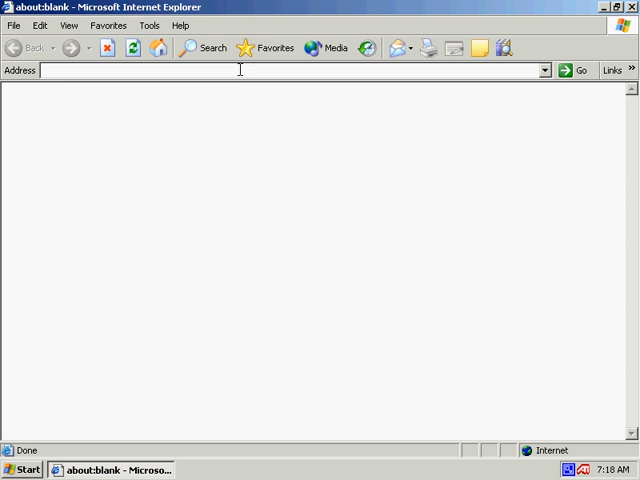 about:blank - Microsoft Internet Explorer
File Edit View Favorites Tools Help
Back Search Favorites Media
Address Go Links »
Done Internet
Start about:blank - Microso... 7:18 AM